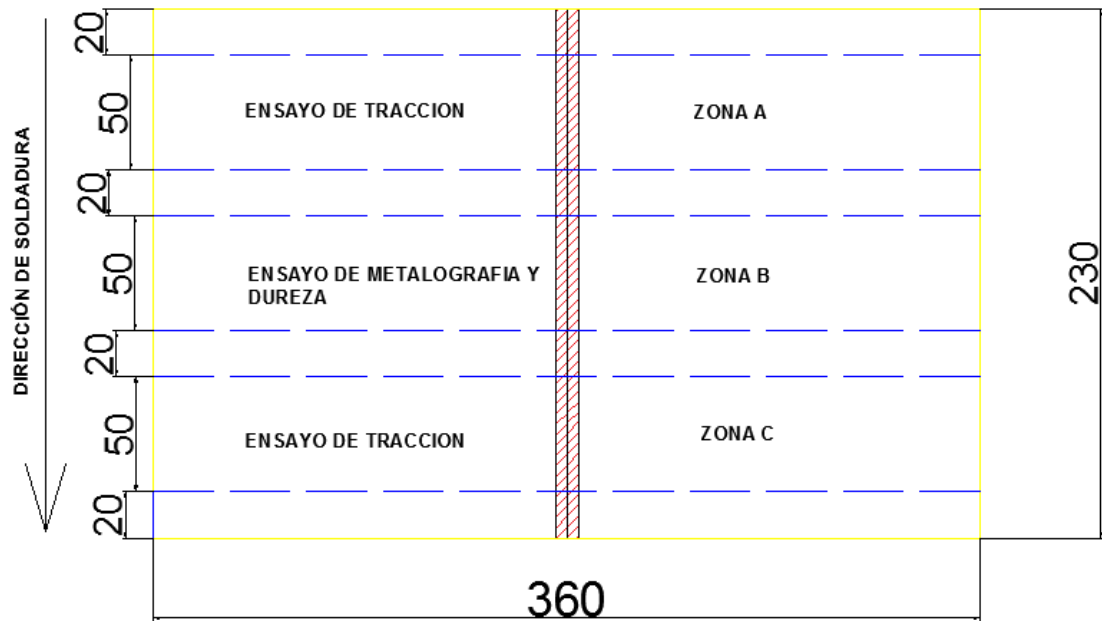 20
50
ENSAYO DE TRACCION
ZONA A
20
50
ENSAYO DE METALOGRAFIA Y
DUREZA
ZONA B
230
DIRECCIÓN DE SOLDADURA
20
50
ENSAYO DE TRACCION
ZONA C
20
360